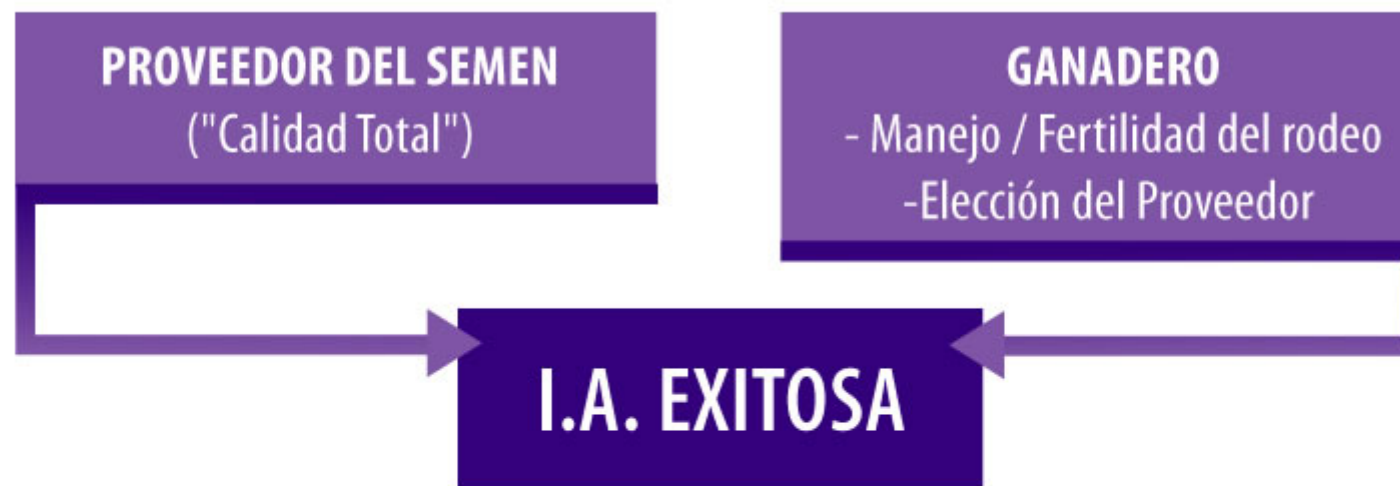 PROVEEDOR DEL SEMEN
("Calidad Total")
GANADERO
- Manejo / Fertilidad del rodeo
-Elección del Proveedor
I.A. EXITOSA